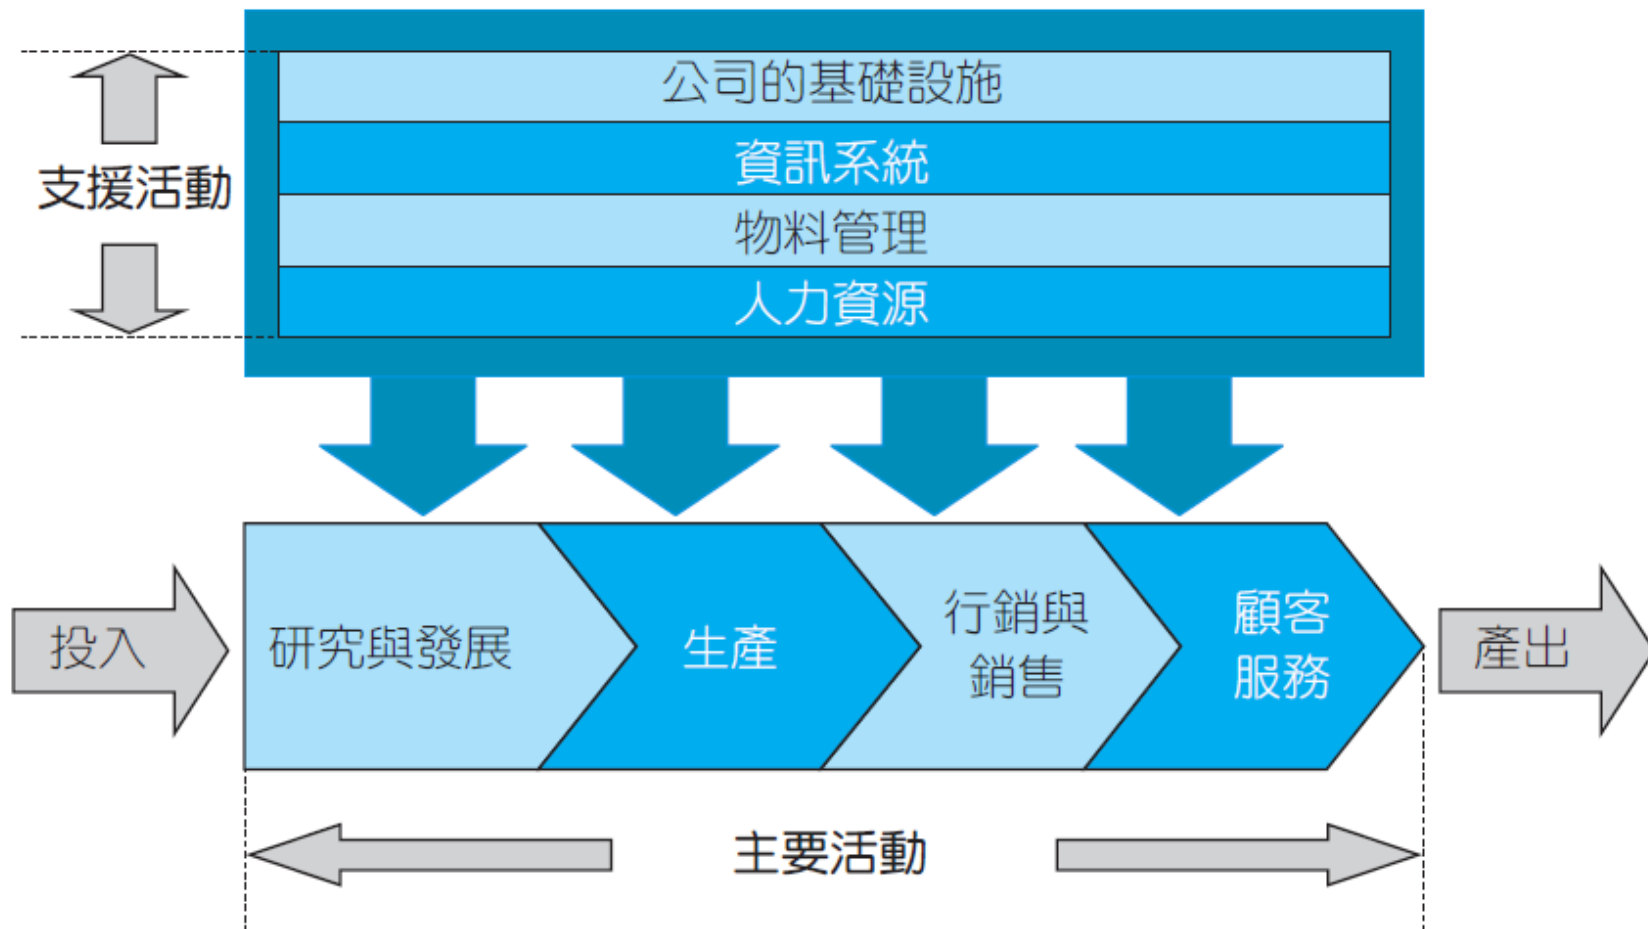 公司的基礎設施
資訊系統
支援活動
物料管理
人力資源
投入
研究與發展
生產
行銷與
銷售
顧客
服務
產出
主要活動